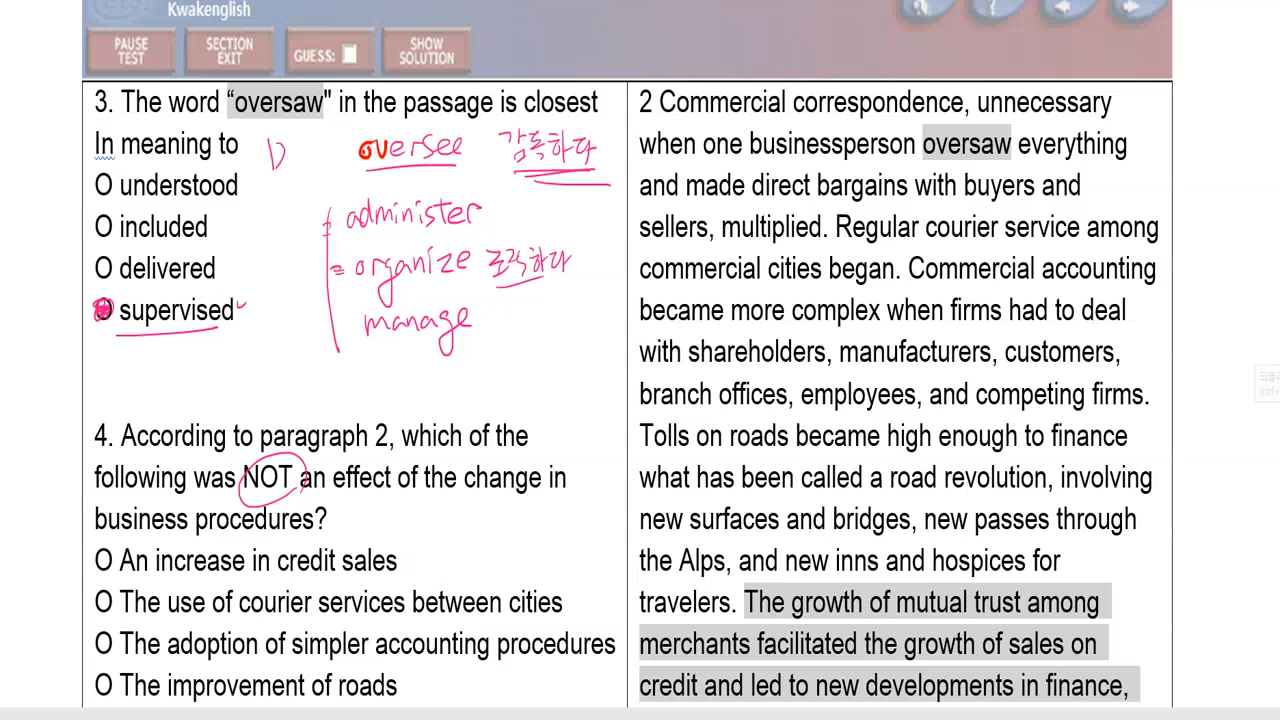 Kwakenglish
PAUSE TEST
SECTION EXIT
GUESS:
SHOW SOLUTION
3. The word “oversaw" in the passage is closest
In meaning to
O understood
O included
O delivered
O supervised
oversee 감독하다
= administer
= organize 조직하다
manage
4. According to paragraph 2, which of the
following was NOT an effect of the change in
business procedures?
O An increase in credit sales
O The use of courier services between cities
O The adoption of simpler accounting procedures
O The improvement of roads
2 Commercial correspondence, unnecessary
when one businessperson oversaw everything
and made direct bargains with buyers and
sellers, multiplied. Regular courier service among
commercial cities began. Commercial accounting
became more complex when firms had to deal
with shareholders, manufacturers, customers,
branch offices, employees, and competing firms.
Tolls on roads became high enough to finance
what has been called a road revolution, involving
new surfaces and bridges, new passes through
the Alps, and new inns and hospices for
travelers. The growth of mutual trust among
merchants facilitated the growth of sales on
credit and led to new developments in finance,